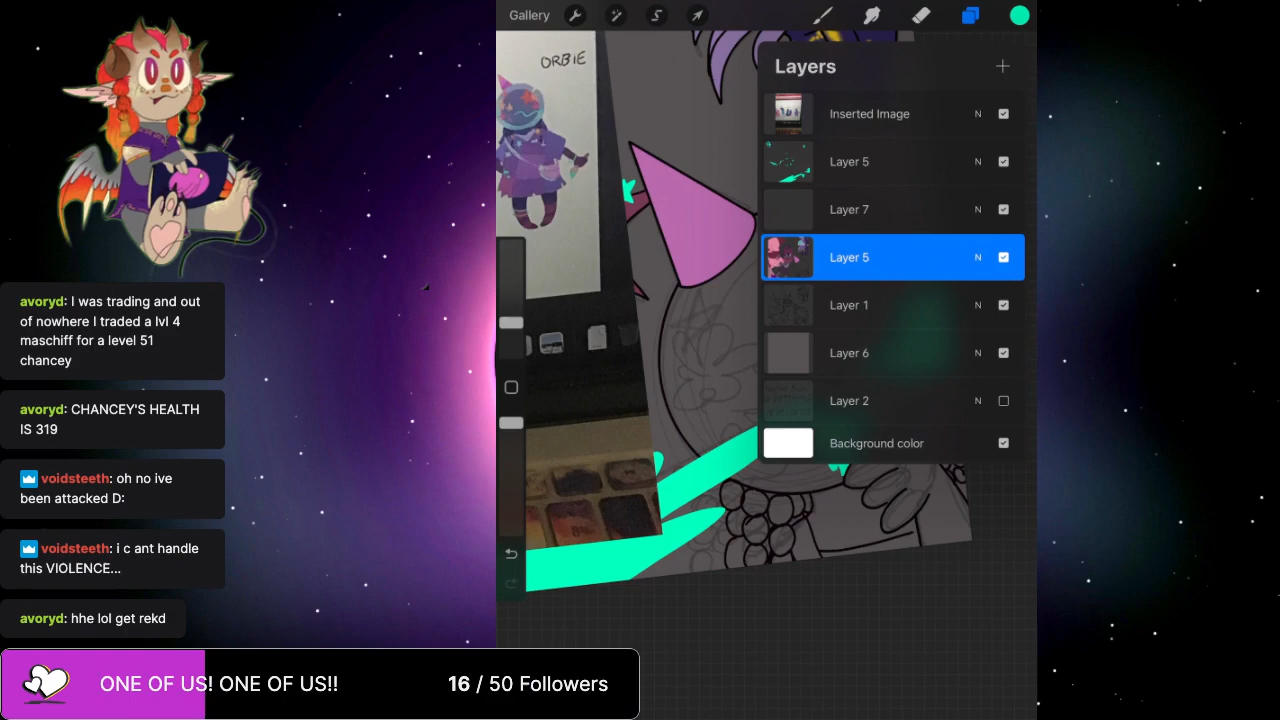 Gallery
ORBIE
Layers
Inserted Image N
Layer 5 N
Layer 7 N
Layer 5 N
Layer 1 N
Layer 6 N
Layer 2 N
Background color
avoryd: I was trading and out
of nowhere I traded a lvl 4
maschiff for a level 51
chancey
avoryd: CHANCEY'S HEALTH
IS 319
voidsteeth: oh no ive
been attacked D:
voidsteeth: i c ant handle
this VIOLENCE...
avoryd: hhe lol get rekd
ONE OF US! ONE OF US!!
16 / 50 Followers